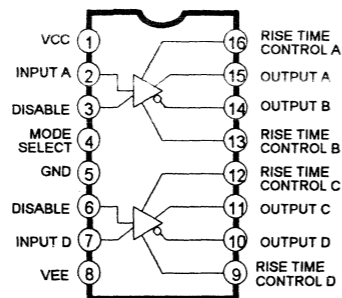 VCC 1
INPUT A 2
DISABLE 3
MODE
SELECT 4
GND 5
DISABLE 6
INPUT D 7
VEE 8
16 RISE TIME
CONTROL A
15 OUTPUT A
14 OUTPUT B
13 RISE TIME
CONTROL B
12 RISE TIME
CONTROL C
11 OUTPUT C
10 OUTPUT D
9 RISE TIME
CONTROL D